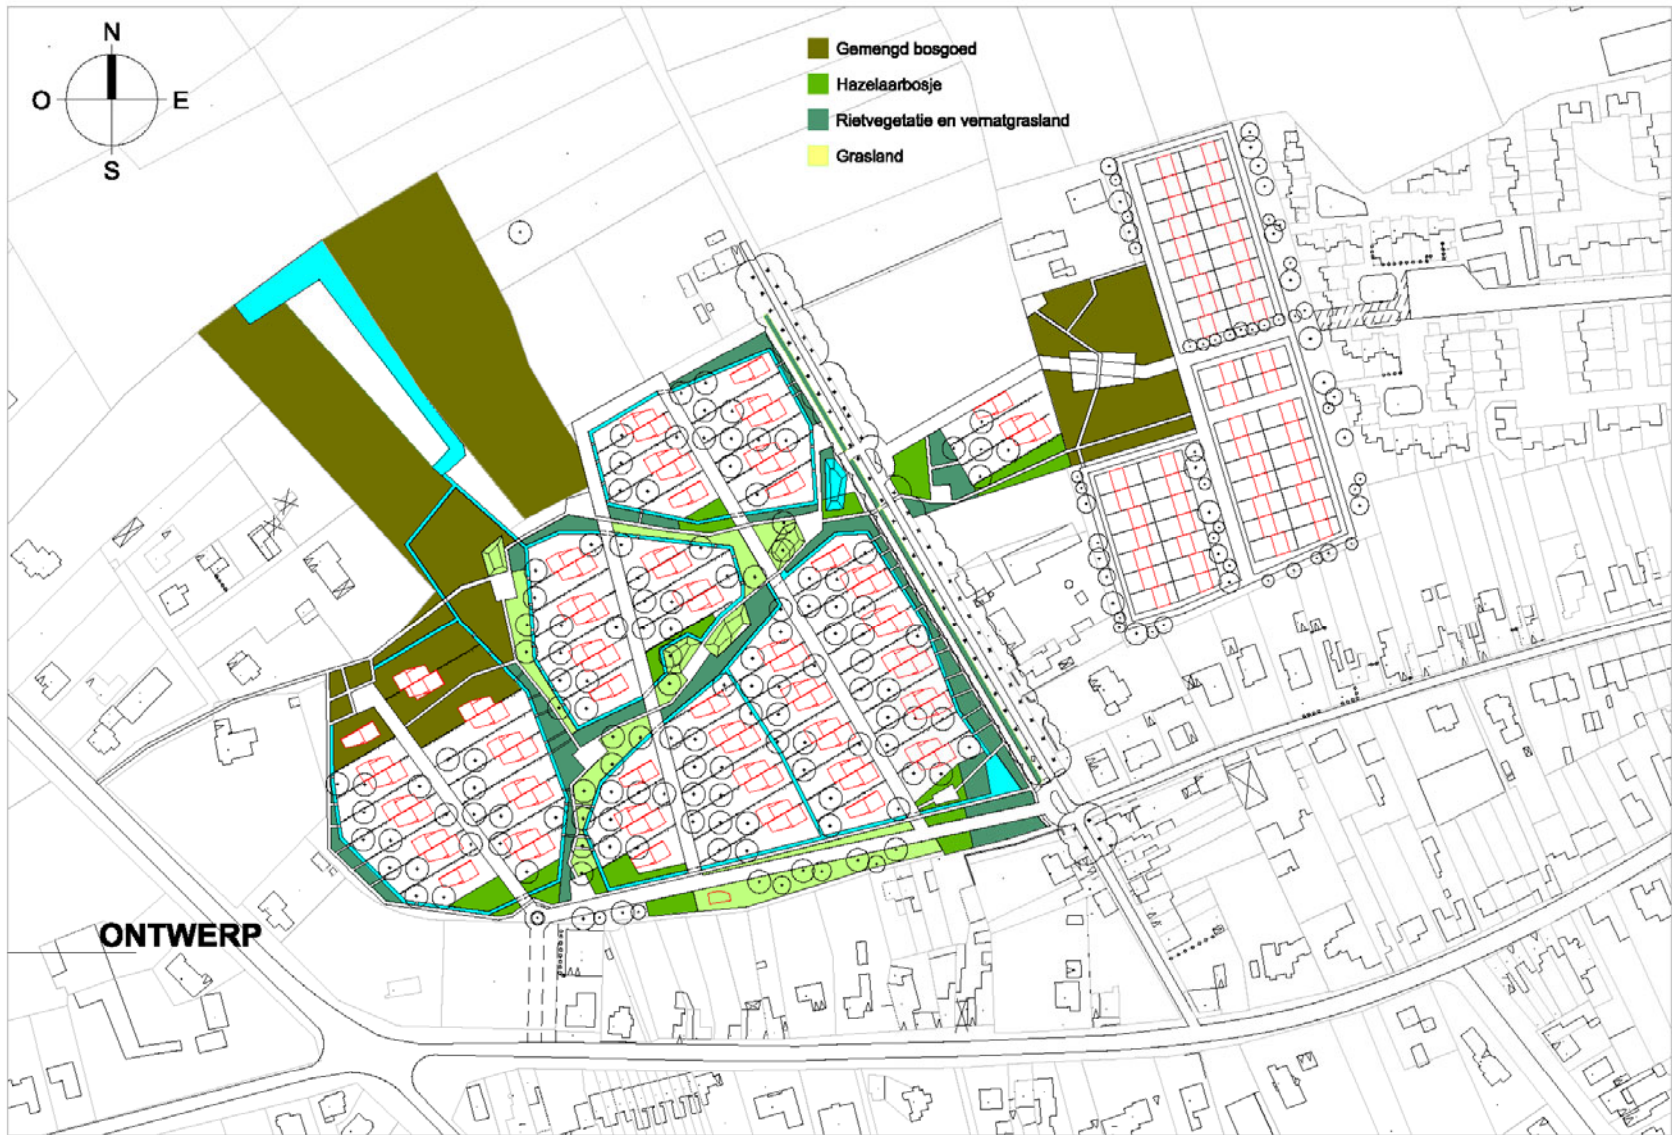 N
O E
S
Gemengd bosgoed
Hazelaarbosje
Rietvegetatie en vernatgrasland
Grasland
ONTWERP